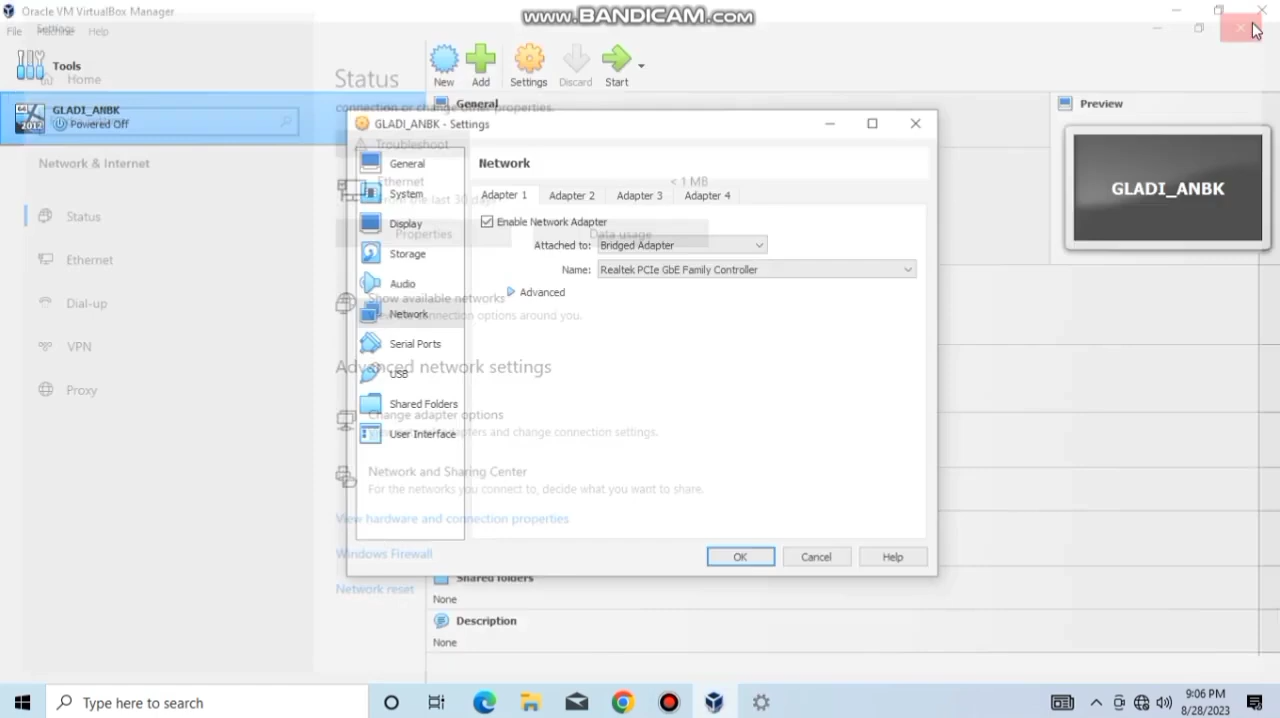 Oracle VM VirtualBox Manager
www.BANDICAM.com
File Machine Help
Settings
Tools
Home
GLADI_ANBK
Powered Off
2012
Network & Internet
Status
Ethernet
Dial-up
VPN
Proxy
New Add Settings Discard Start
General
Preview
GLADI_ANBK
Status
connection or change other properties.
Troubleshoot
Ethernet
the last 30 days
< 1 MB
Properties
Data usage
Show available networks
connection options around you.
Advanced network settings
Change adapter options
adapters and change connection settings.
Network and Sharing Center
For the networks you connect to, decide what you want to share.
View hardware and connection properties
Windows Firewall
Network reset
GLADI_ANBK - Settings
General
System
Display
Storage
Audio
Network
Serial Ports
USB
Shared Folders
User Interface
Network
Adapter 1 Adapter 2 Adapter 3 Adapter 4
Enable Network Adapter
Attached to: Bridged Adapter
Name: Realtek PCIe GbE Family Controller
Advanced
OK Cancel Help
Shared folders
None
Description
None
Type here to search
9:06 PM
8/28/2023